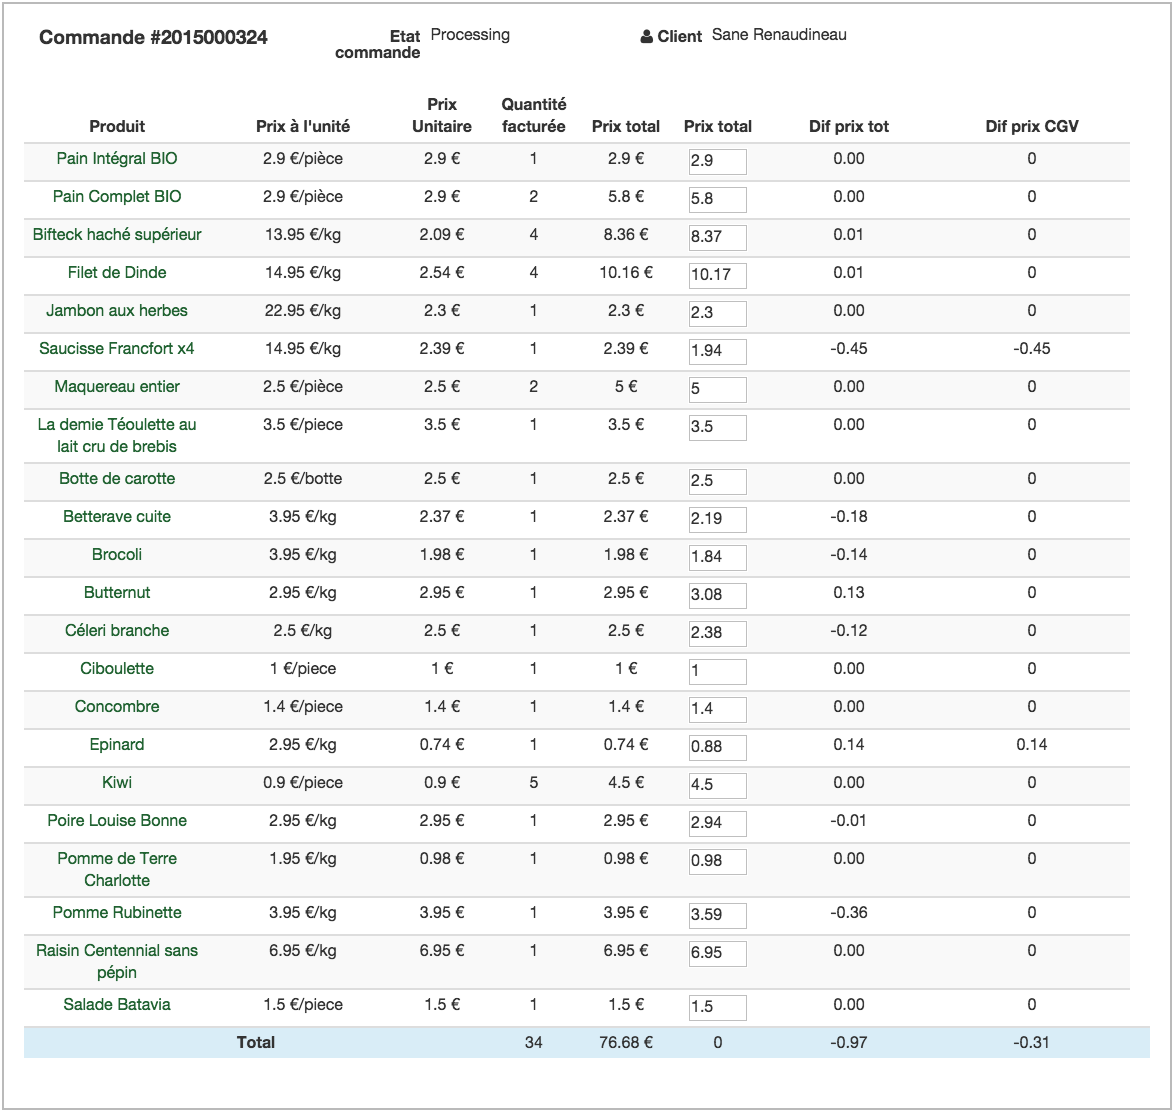 Commande #2015000324 Etat commande Processing Client Sane Renaudineau
Produit Prix à l'unité Prix Unitaire Quantité facturée Prix total Prix total Dif prix tot Dif prix CGV
Pain Intégral BIO 2.9 €/pièce 2.9 € 1 2.9 € 2.9 0.00 0
Pain Complet BIO 2.9 €/pièce 2.9 € 2 5.8 € 5.8 0.00 0
Bifteck haché supérieur 13.95 €/kg 2.09 € 4 8.36 € 8.37 0.01 0
Filet de Dinde 14.95 €/kg 2.54 € 4 10.16 € 10.17 0.01 0
Jambon aux herbes 22.95 €/kg 2.3 € 1 2.3 € 2.3 0.00 0
Saucisse Francfort x4 14.95 €/kg 2.39 € 1 2.39 € 1.94 -0.45 -0.45
Maquereau entier 2.5 €/pièce 2.5 € 2 5 € 5 0.00 0
La demie Téoulette au 3.5 €/piece 3.5 € 1 3.5 € 3.5 0.00 0
lait cru de brebis
Botte de carotte 2.5 €/botte 2.5 € 1 2.5 € 2.5 0.00 0
Betterave cuite 3.95 €/kg 2.37 € 1 2.37 € 2.19 -0.18 0
Brocoli 3.95 €/kg 1.98 € 1 1.98 € 1.84 -0.14 0
Butternut 2.95 €/kg 2.95 € 1 2.95 € 3.08 0.13 0
Céleri branche 2.5 €/kg 2.5 € 1 2.5 € 2.38 -0.12 0
Ciboulette 1 €/piece 1 € 1 1 € 1 0.00 0
Concombre 1.4 €/piece 1.4 € 1 1.4 € 1.4 0.00 0
Epinard 2.95 €/kg 0.74 € 1 0.74 € 0.88 0.14 0.14
Kiwi 0.9 €/piece 0.9 € 5 4.5 € 4.5 0.00 0
Poire Louise Bonne 2.95 €/kg 2.95 € 1 2.95 € 2.94 -0.01 0
Pomme de Terre 1.95 €/kg 0.98 € 1 0.98 € 0.98 0.00 0
Charlotte
Pomme Rubinette 3.95 €/kg 3.95 € 1 3.95 € 3.59 -0.36 0
Raisin Centennial sans 6.95 €/kg 6.95 € 1 6.95 € 6.95 0.00 0
pépin
Salade Batavia 1.5 €/piece 1.5 € 1 1.5 € 1.5 0.00 0
Total 34 76.68 € 0 -0.97 -0.31